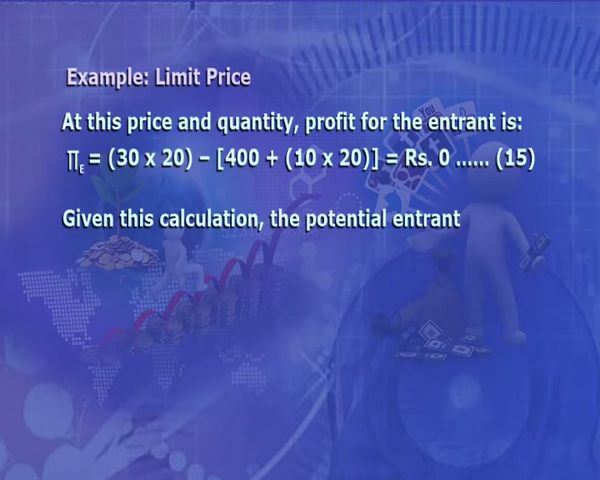 Example: Limit Price
At this price and quantity, profit for the entrant is:
∏E = (30 x 20) – [400 + (10 x 20)] = Rs. 0 ...... (15)
Given this calculation, the potential entrant